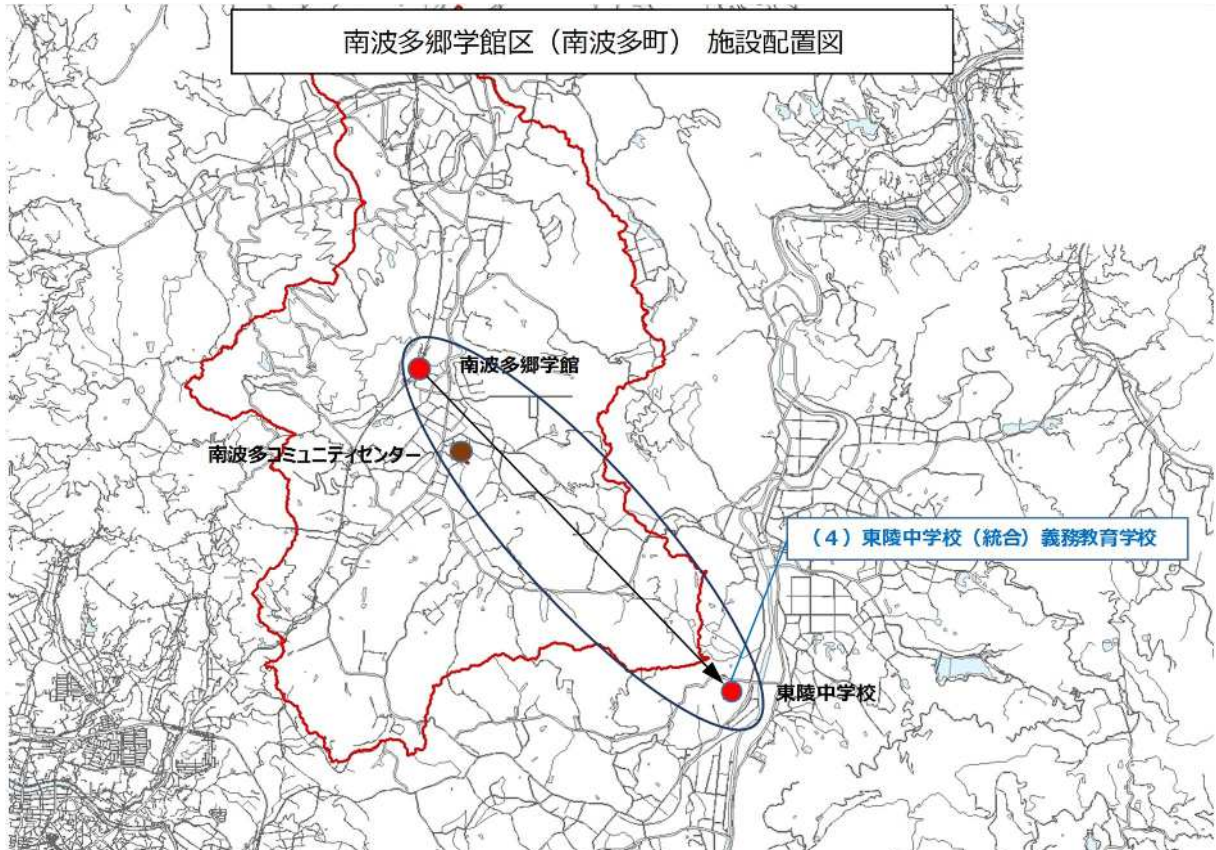 南波多郷学館区（南波多町） 施設配置図
南波多郷学館
南波多コミュニティセンター
（4）東陵中学校（統合）義務教育学校
東陵中学校